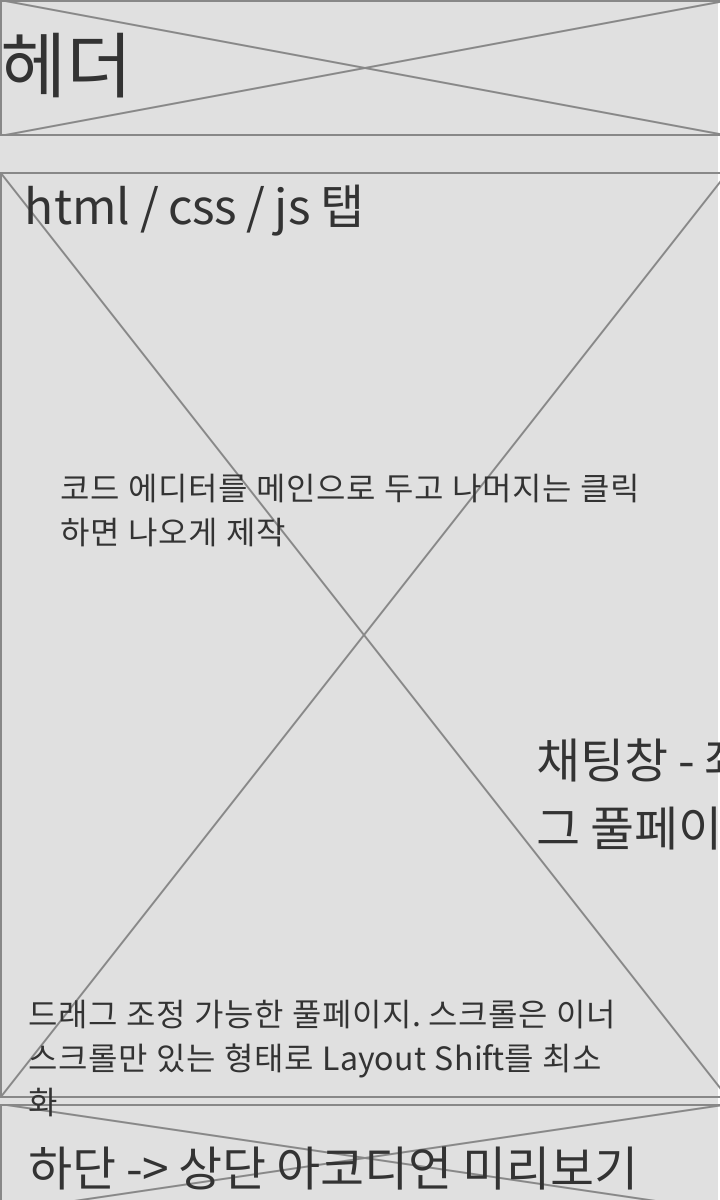 헤더
html / css / js 탭
코드 에디터를 메인으로 두고 나머지는 클릭
하면 나오게 제작
채팅창 -
그 풀페이
드래그 조정 가능한 풀페이지. 스크롤은 이너
스크롤만 있는 형태로 Layout Shift를 최소
화
하단 -> 상단 아코디언 미리보기